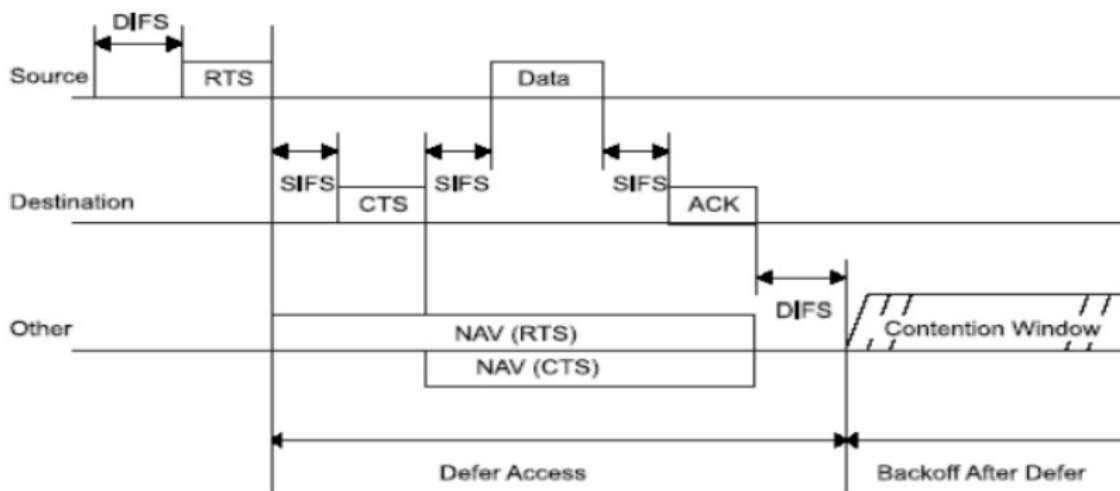 DIFS
Source
RTS
Data
SIFS
SIFS
SIFS
Destination
CTS
ACK
DIFS
Other
NAV (RTS)
Contention Window
NAV (CTS)
Defer Access
Backoff After Defer